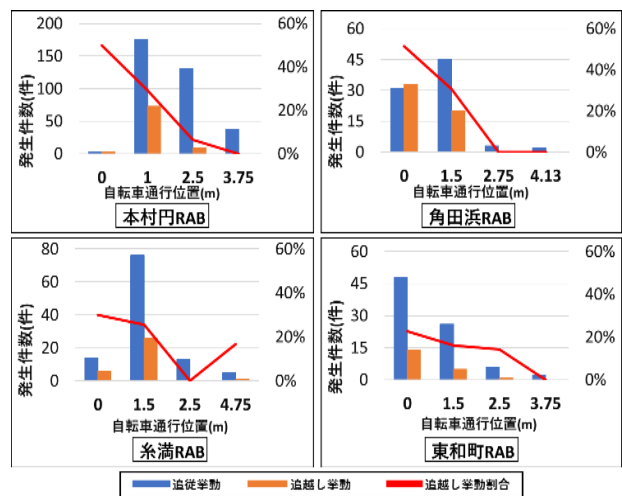 200
150
100
50
0
60%
40%
20%
0%
発生件数(件)
0 1 2.5 3.75
自転車通行位置(m)
本村円RAB
60
45
30
15
0
60%
40%
20%
0%
発生件数(件)
0 1.5 2.75 4.13
自転車通行位置(m)
角田浜RAB
80
60
40
20
0
60%
40%
20%
0%
発生件数(件)
0 1.5 2.5 4.75
自転車通行位置(m)
糸満RAB
60
45
30
15
0
60%
40%
20%
0%
発生件数(件)
0 1.5 2.5 3.75
自転車通行位置(m)
東和町RAB
追従挙動 追越し挙動 追越し挙動割合